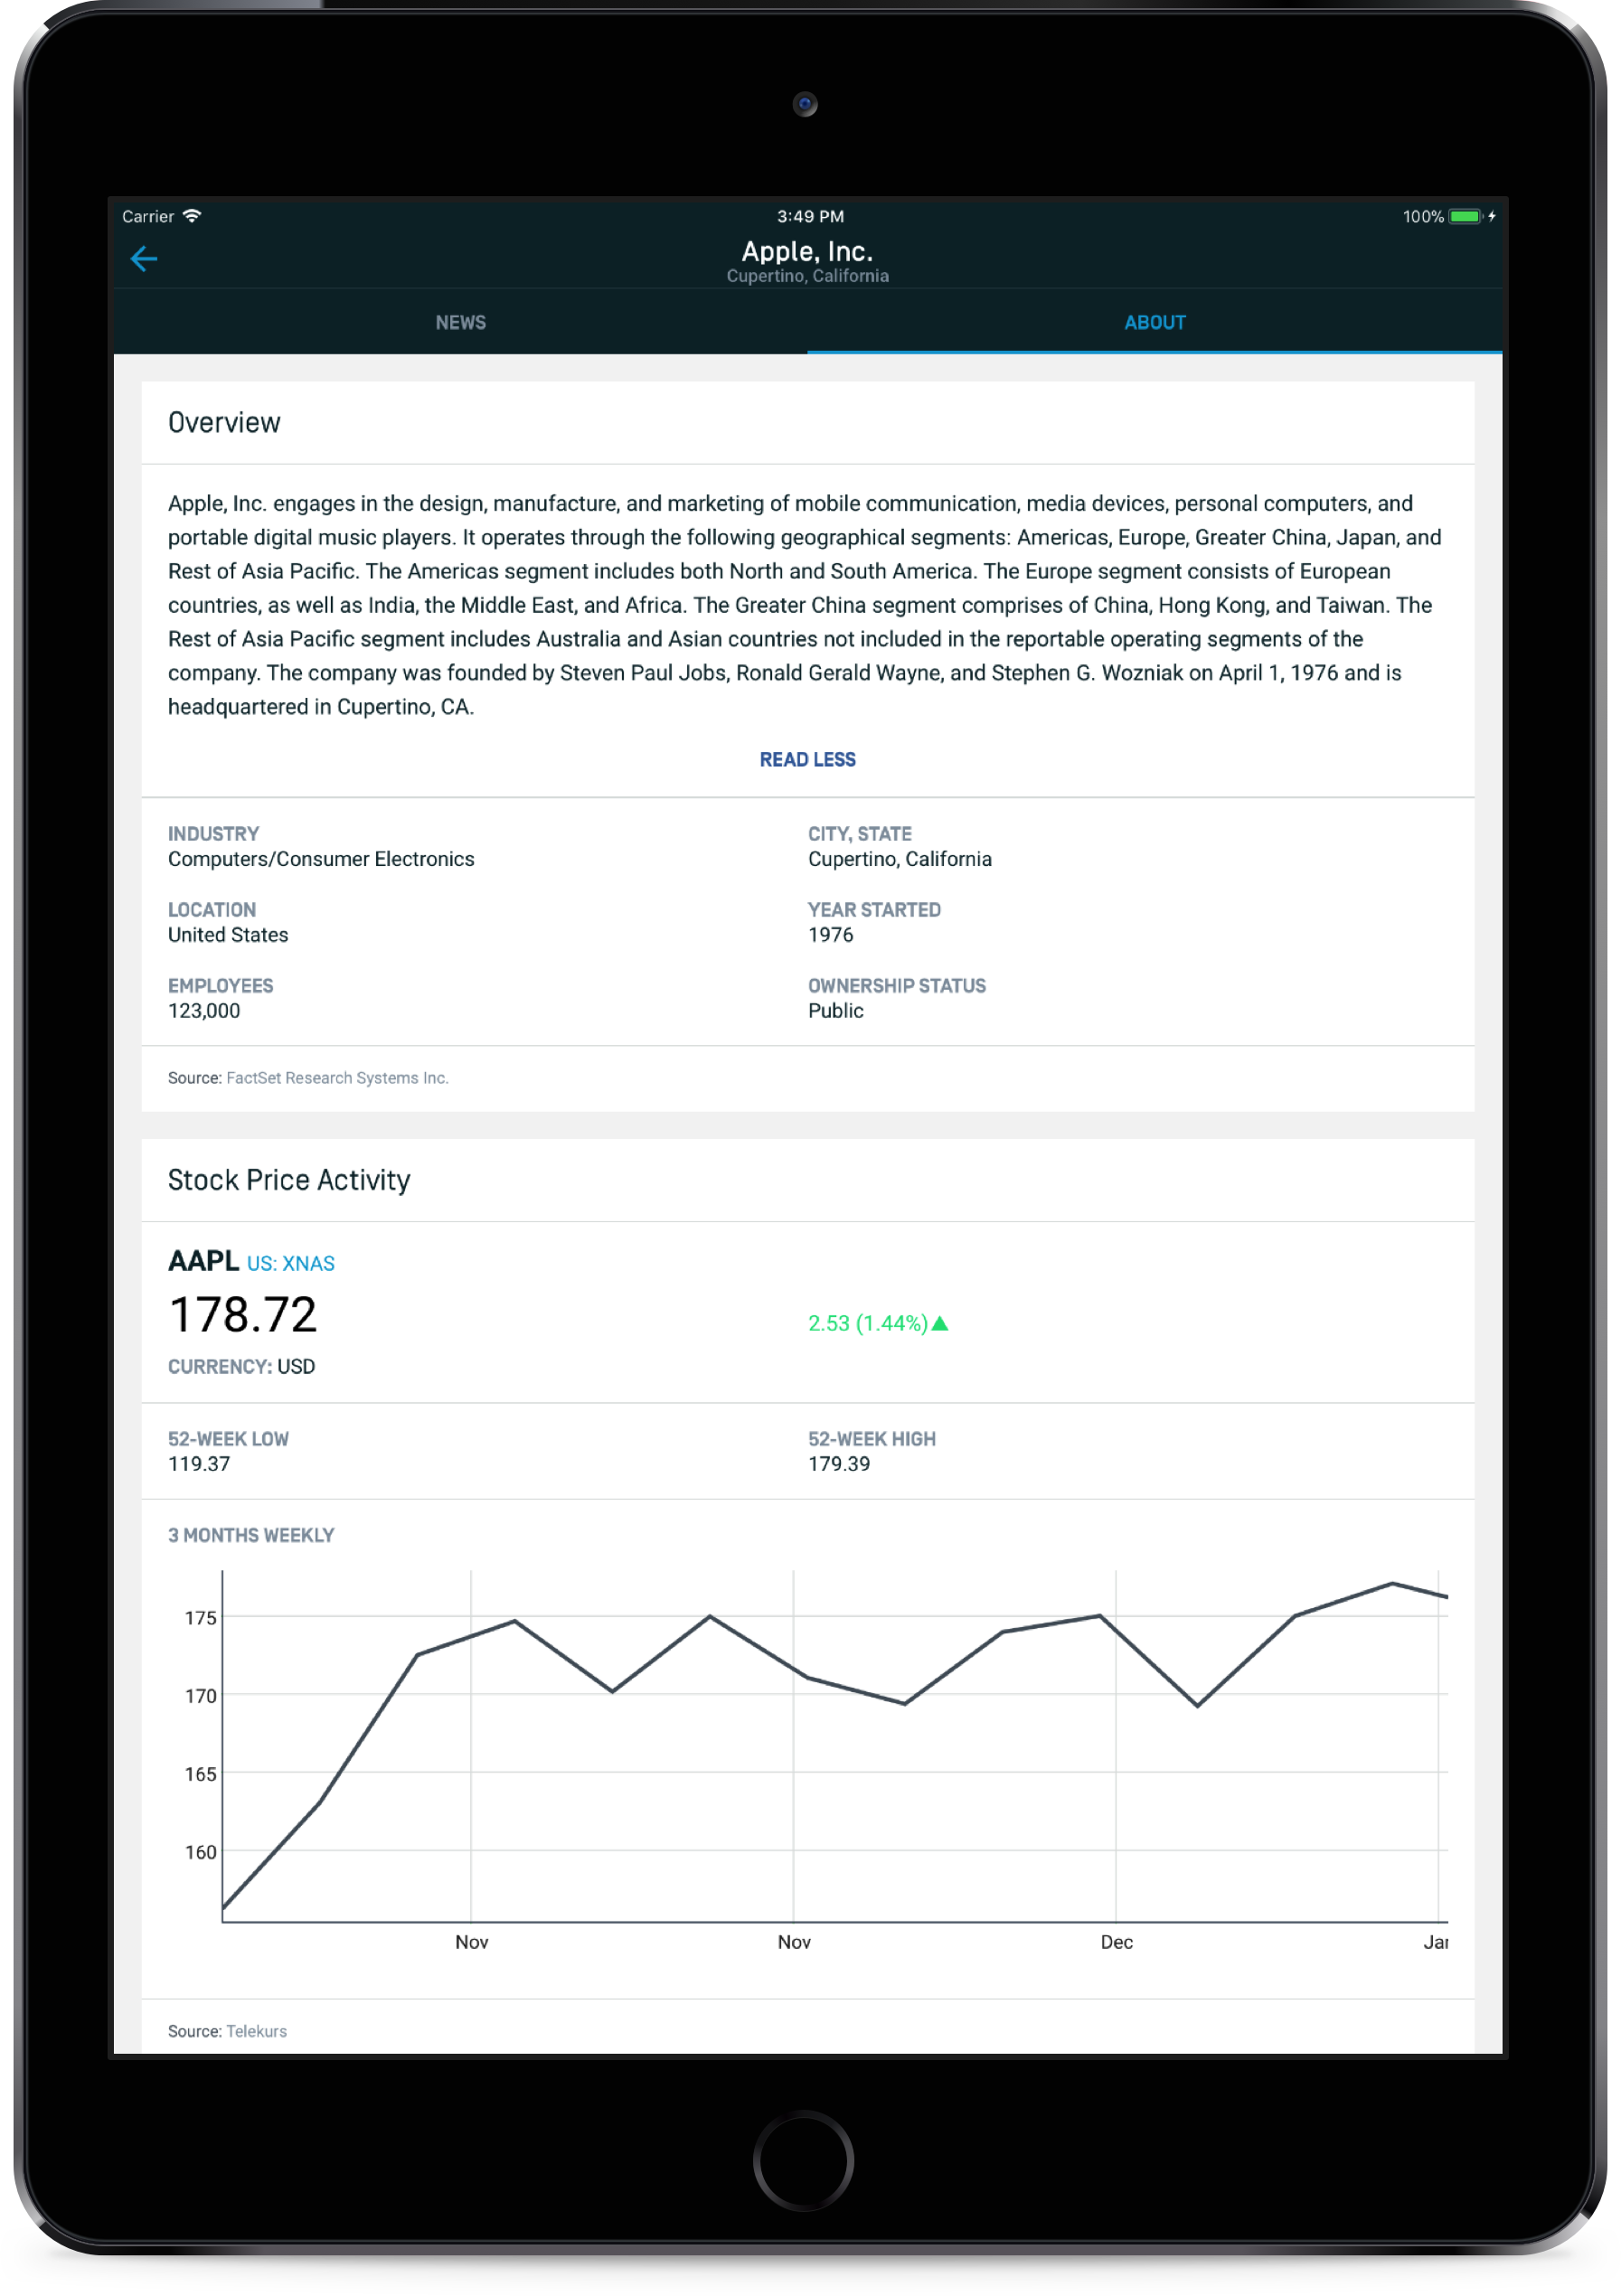 Carrier
3:49 PM
100%
Apple, Inc.
Cupertino, California
NEWS
ABOUT
Overview
Apple, Inc. engages in the design, manufacture, and marketing of mobile communication, media devices, personal computers, and
portable digital music players. It operates through the following geographical segments: Americas, Europe, Greater China, Japan, and
Rest of Asia Pacific. The Americas segment includes both North and South America. The Europe segment consists of European
countries, as well as India, the Middle East, and Africa. The Greater China segment comprises of China, Hong Kong, and Taiwan. The
Rest of Asia Pacific segment includes Australia and Asian countries not included in the reportable operating segments of the
company. The company was founded by Steven Paul Jobs, Ronald Gerald Wayne, and Stephen G. Wozniak on April 1, 1976 and is
headquartered in Cupertino, CA.
READ LESS
INDUSTRY
Computers/Consumer Electronics
CITY, STATE
Cupertino, California
LOCATION
United States
YEAR STARTED
1976
EMPLOYEES
123,000
OWNERSHIP STATUS
Public
Source: FactSet Research Systems Inc.
Stock Price Activity
AAPL US: XNAS
178.72
2.53 (1.44%)▲
CURRENCY: USD
52-WEEK LOW
119.37
52-WEEK HIGH
179.39
3 MONTHS WEEKLY
175
170
165
160
Nov
Nov
Dec
Jar
Source: Telekurs